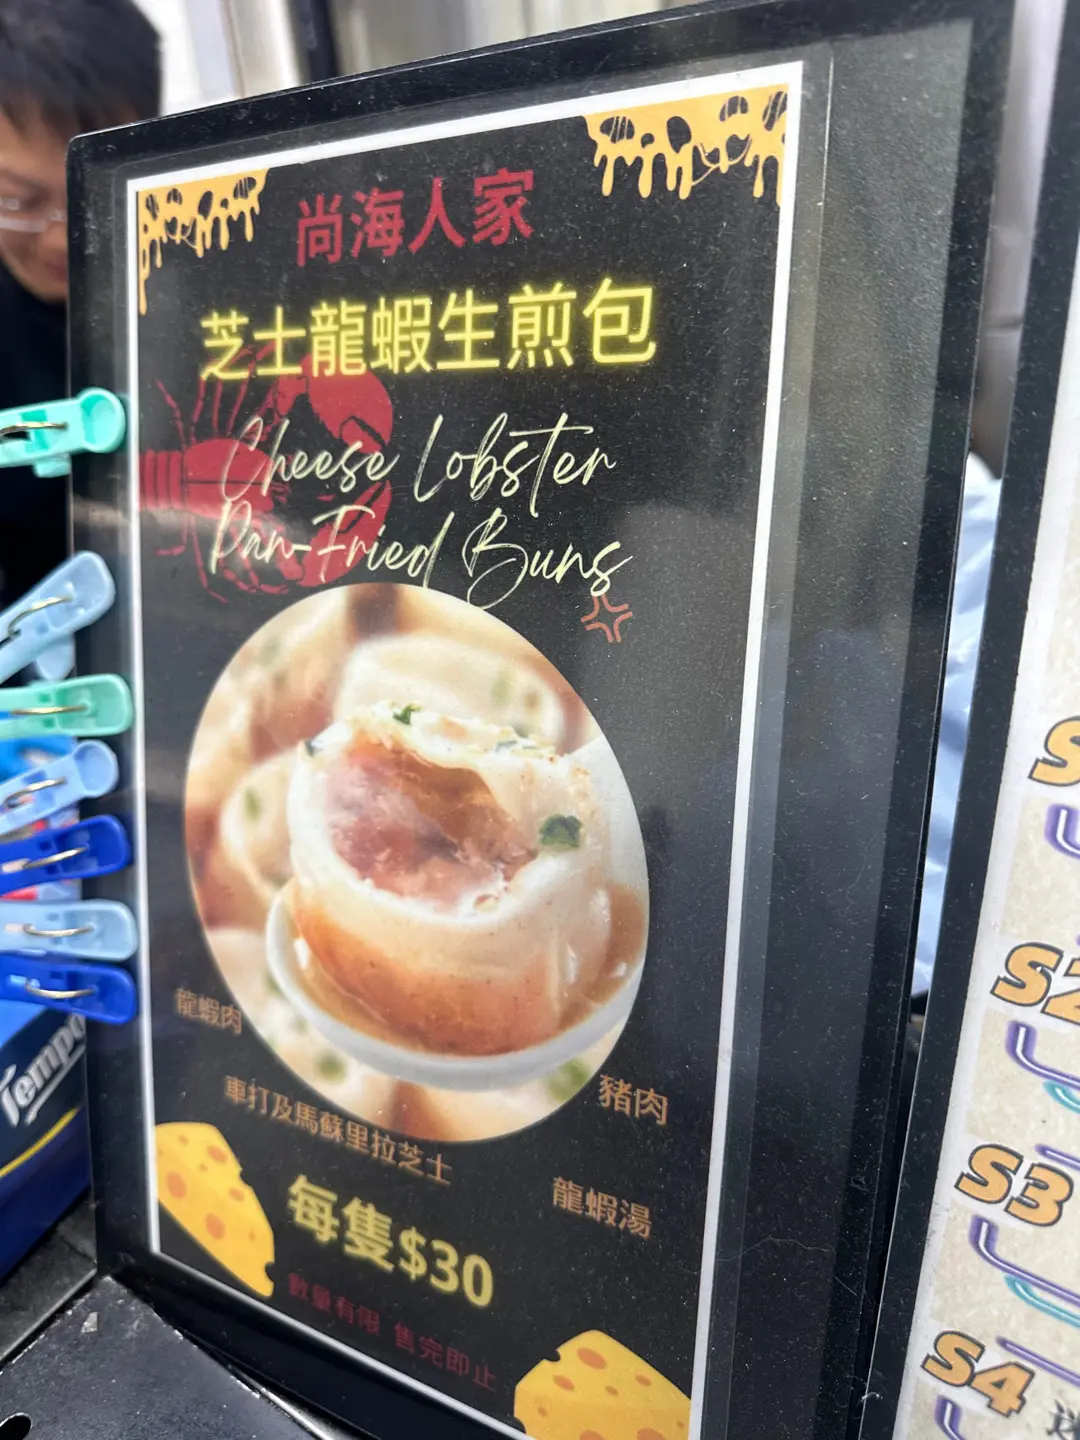 尚海人家
芝士龍蝦生煎包
Cheese Lobster
Pan-Fried Buns
龍蝦肉
車打及馬蘇里拉芝士
豬肉
龍蝦湯
每隻$30
數量有限 售完即止
Tempo
S2
S3
S4